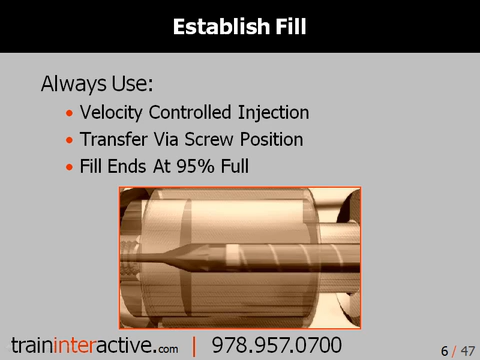 Establish Fill
Always Use:
• Velocity Controlled Injection
• Transfer Via Screw Position
• Fill Ends At 95% Full
traininteractive.com | 978.957.0700
6 / 47